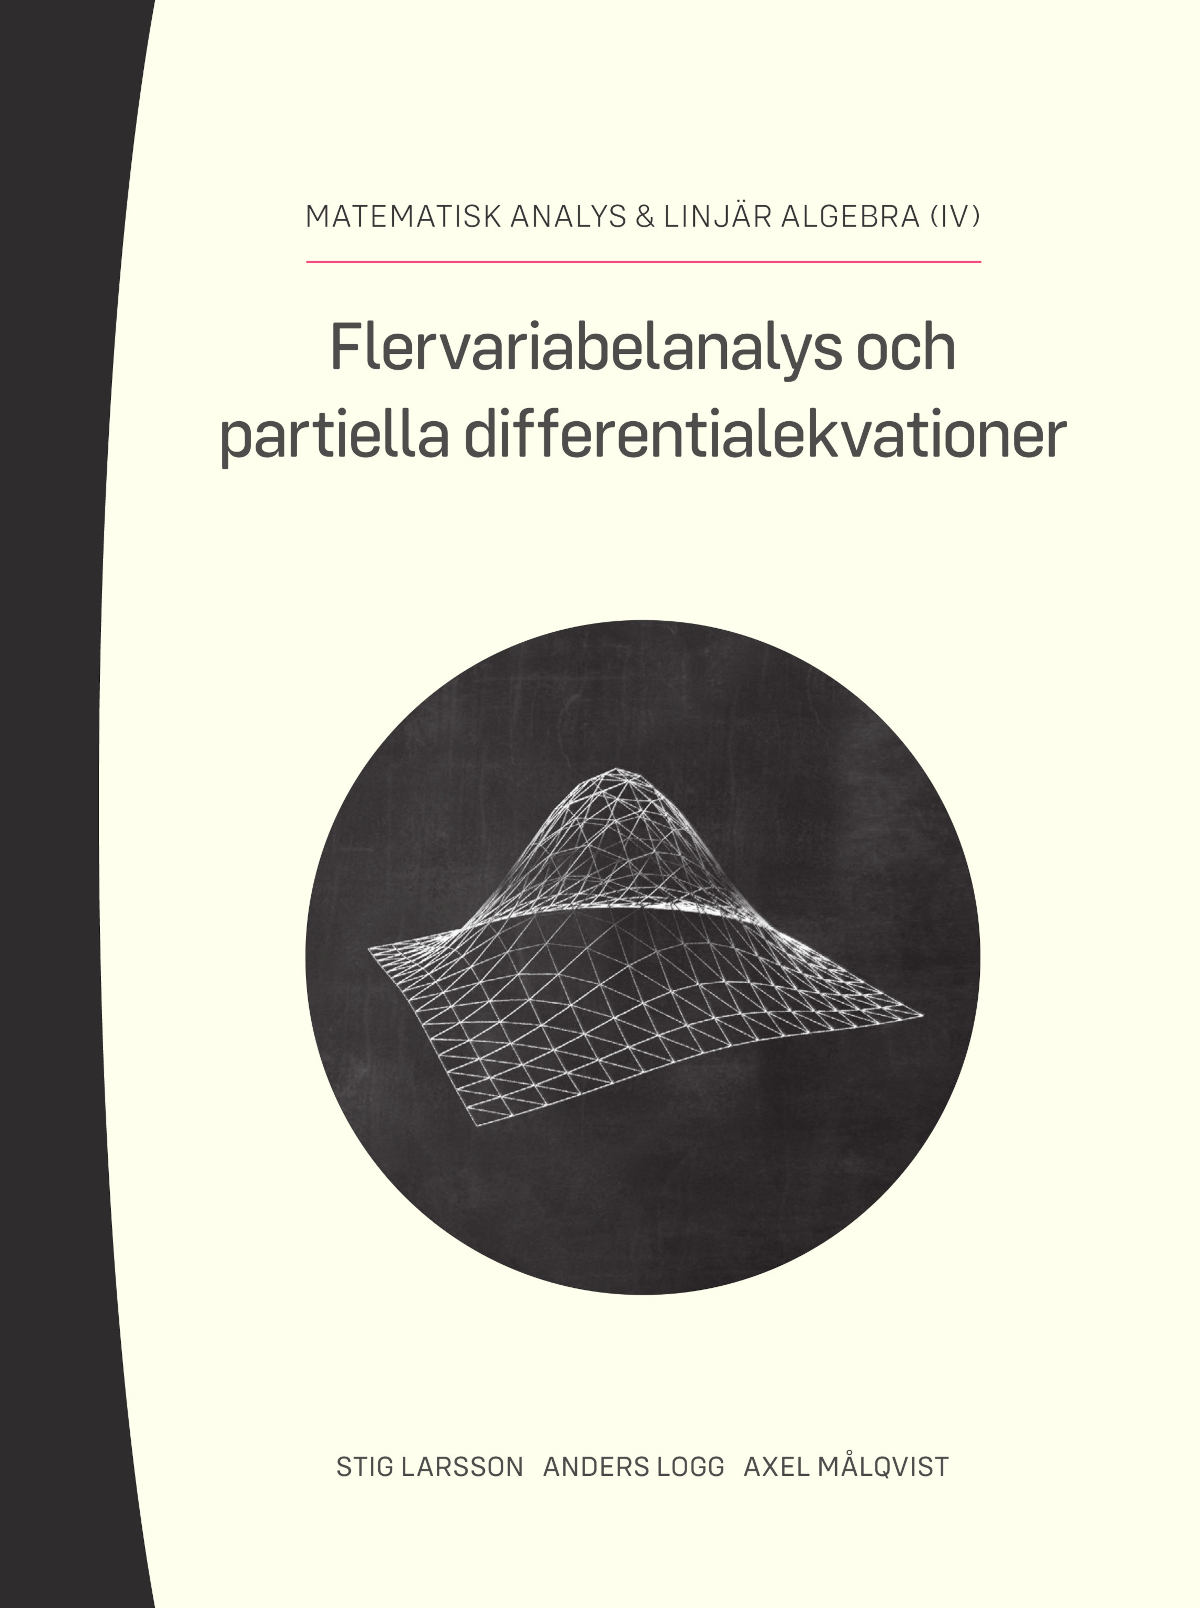 MATEMATISK ANALYS & LINJÄR ALGEBRA (IV)
Flervariabelanalys och
partiella differentialekvationer
STIG LARSSON ANDERS LOGG AXEL MÅLQVIST